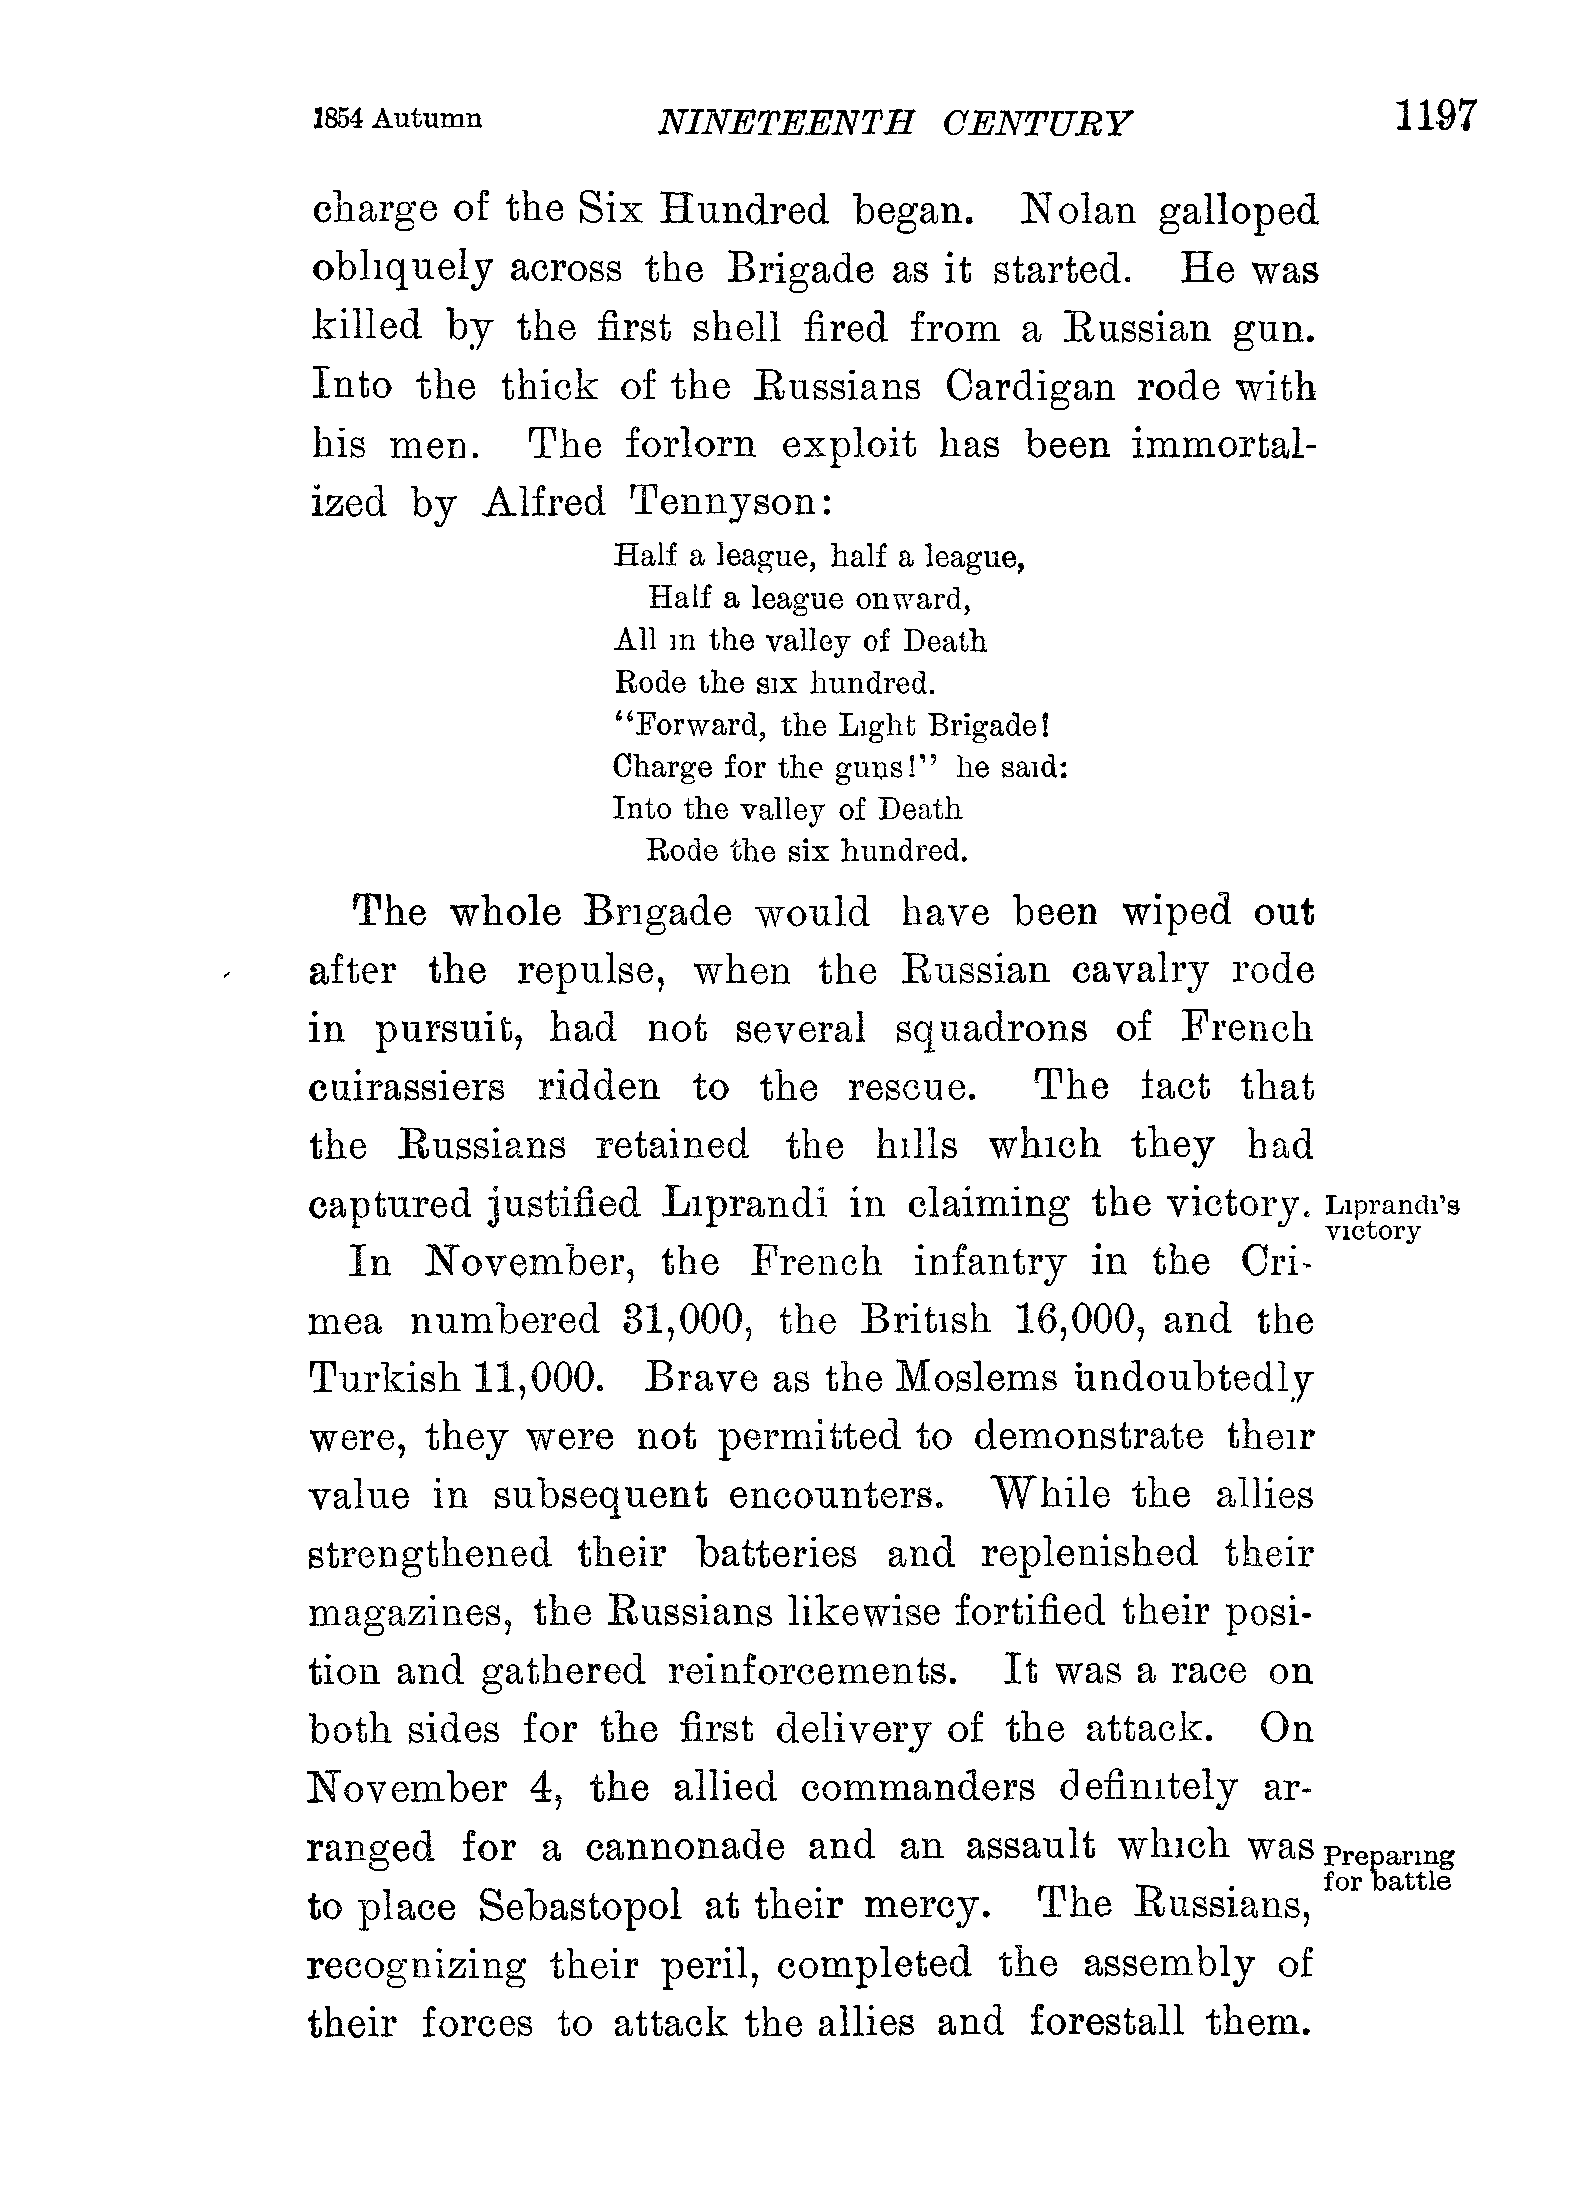 1854 Autumn NINETEENTH CENTURY 1197
charge of the Six Hundred began. Nolan galloped
obliquely across the Brigade as it started. He was
killed by the first shell fired from a Russian gun.
Into the thick of the Russians Cardigan rode with
his men. The forlorn exploit has been immortal-
ized by Alfred Tennyson:
Half a league, half a league,
Half a league onward,
All in the valley of Death
Rode the six hundred.
"Forward, the Light Brigade!
Charge for the guns!" he said:
Into the valley of Death
Rode the six hundred.
The whole Brigade would have been wiped out
after the repulse, when the Russian cavalry rode
in pursuit, had not several squadrons of French
cuirassiers ridden to the rescue. The fact that
the Russians retained the hills which they had
captured justified Liprandi in claiming the victory.
Liprandi's
victory
In November, the French infantry in the Cri-
mea numbered 31,000, the British 16,000, and the
Turkish 11,000. Brave as the Moslems undoubtedly
were, they were not permitted to demonstrate their
value in subsequent encounters. While the allies
strengthened their batteries and replenished their
magazines, the Russians likewise fortified their posi-
tion and gathered reinforcements. It was a race on
both sides for the first delivery of the attack. On
November 4, the allied commanders definitely ar-
ranged for a cannonade and an assault which was
Preparing
for battle
to place Sebastopol at their mercy. The Russians,
recognizing their peril, completed the assembly of
their forces to attack the allies and forestall them.